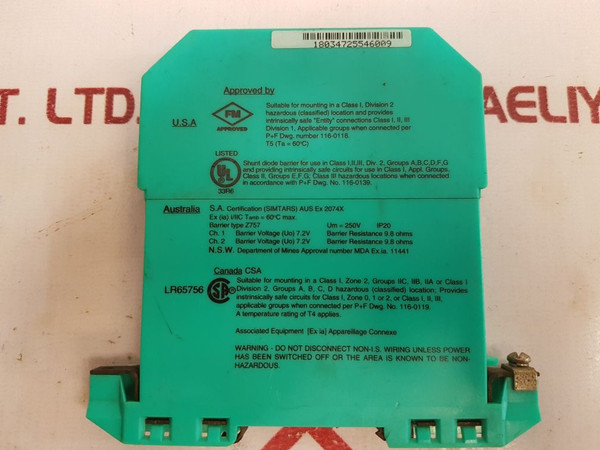 18034725546009
Approved by
U.S.A
FM
APPROVED
Suitable for mounting in a Class I, Division 2
hazardous (classified) location and provides
intrinsically safe "Entity" connections Class I, II, III
Division 1, Applicable groups when connected per
P+F Dwg. number 116-0118.
T5 (Ta = 60°C)
LISTED
UL
33RE
Shunt diode barrier for use in Class I,II,III, Div. 2, Groups A,B,C,D,F,G
and providing intrinsically safe circuits for use in Class I, Appl. Groups,
Class II, Groups E,F,G; Class III hazardous locations when connected
in accordance with P+F Dwg. No. 116-0139.
Australia S.A. Certification (SIMTARS) AUS Ex 2074X
Ex (ia) I/IIC Tamb = 60°C max
Barrier type Z757 Um = 250V IP20
Ch. 1 Barrier Voltage (Uo) 7.2V Barrier Resistance 9.8 ohms
Ch. 2 Barrier Voltage (Uo) 7.2V Barrier Resistance 9.8 ohms
N.S.W. Department of Mines Approval number MDA Ex.ia. 11441
Canada CSA
LR65756
Suitable for mounting in a Class I, Zone 2, Groups IIC, IIB, IIA or Class I
Division 2, Groups A, B, C, D hazardous (classified) location; Provides
intrinsically safe circuits for Class I, Zone 0, 1 or 2, or Class I, II, III,
applicable groups when connected per P+F Dwg. No. 116-0119.
A temperature rating of T4 applies.
Associated Equipment [Ex ia] Appareillage Connexe
WARNING - DO NOT DISCONNECT NON-I.S. WIRING UNLESS POWER
HAS BEEN SWITCHED OFF OR THE AREA IS KNOWN TO BE NON-
HAZARDOUS.
T. LTD.
AELIY